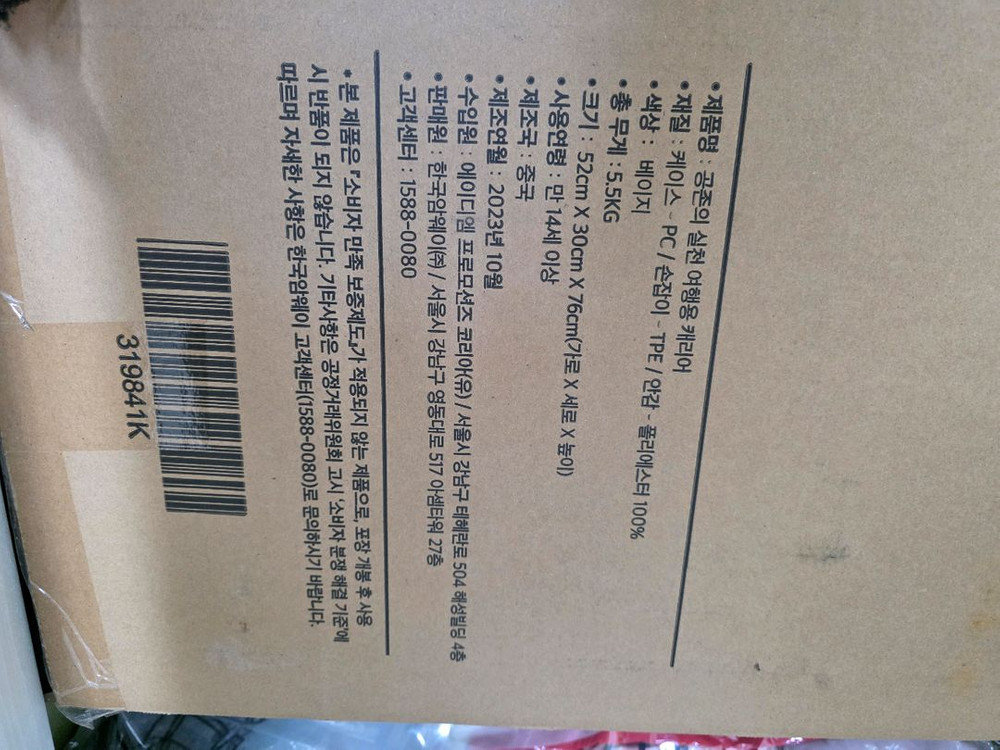 • 제품명 : 공존의 실천 여행용 캐리어
• 재질 : 케이스 - PC / 손잡이 - TPE / 안감 - 폴리에스터 100%
• 색상 : 베이지
• 총 무게 : 5.5KG
• 크기 : 52cm X 30cm X 76cm(가로 X 세로 X 높이)
• 사용연령 : 만 14세 이상
• 제조국 : 중국
• 제조연월 : 2023년 10월
• 수입원 : 에이디엠 프로모션즈 코리아(유) / 서울시 강남구 테헤란로 504 해성빌딩 4층
• 판매원 : 한국암웨이(주) / 서울시 강남구 영동대로 517 아셈타워 27층
• 고객센터 : 1588-0080
* 본 제품은 『소비자 만족 보증제도』가 적용되지 않는 제품으로, 포장 개봉 후 사용
시 반품이 되지 않습니다. 기타사항은 공정거래위원회 고시 '소비자 분쟁 해결 기준'에
따르며 자세한 사항은 한국암웨이 고객센터(1588-0080)로 문의하시기 바랍니다.
319841K